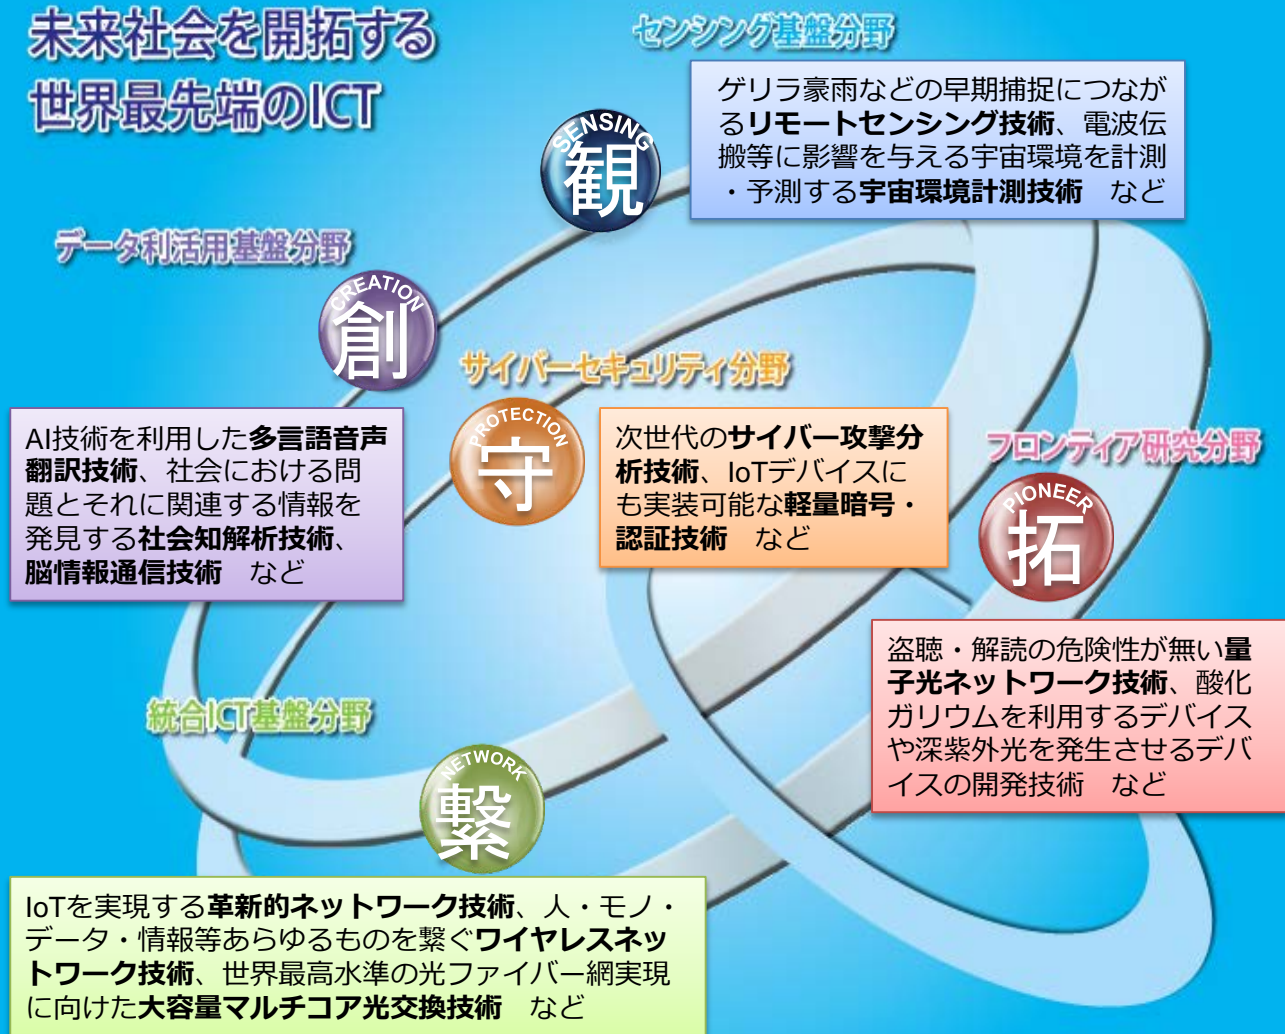 未来社会を開拓する
世界最先端のICT
センシング基盤分野
SENSING
観
ゲリラ豪雨などの早期捕捉につなが
るリモートセンシング技術、電波伝
搬等に影響を与える宇宙環境を計測
・予測する宇宙環境計測技術　など
データ利活用基盤分野
CREATION
創
AI技術を利用した多言語音声
翻訳技術、社会における問
題とそれに関連する情報を
発見する社会知解析技術、
脳情報通信技術　など
サイバーセキュリティ分野
PROTECTION
守
次世代のサイバー攻撃分
析技術、IoTデバイスに
も実装可能な軽量暗号・
認証技術　など
フロンティア研究分野
PIONEER
拓
盗聴・解読の危険性が無い量
子光ネットワーク技術、酸化
ガリウムを利用するデバイス
や深紫外光を発生させるデバ
イスの開発技術　など
統合ICT基盤分野
NETWORK
繋
IoTを実現する革新的ネットワーク技術、人・モノ・
データ・情報等あらゆるものを繋ぐワイヤレスネッ
トワーク技術、世界最高水準の光ファイバー網実現
に向けた大容量マルチコア光交換技術　など